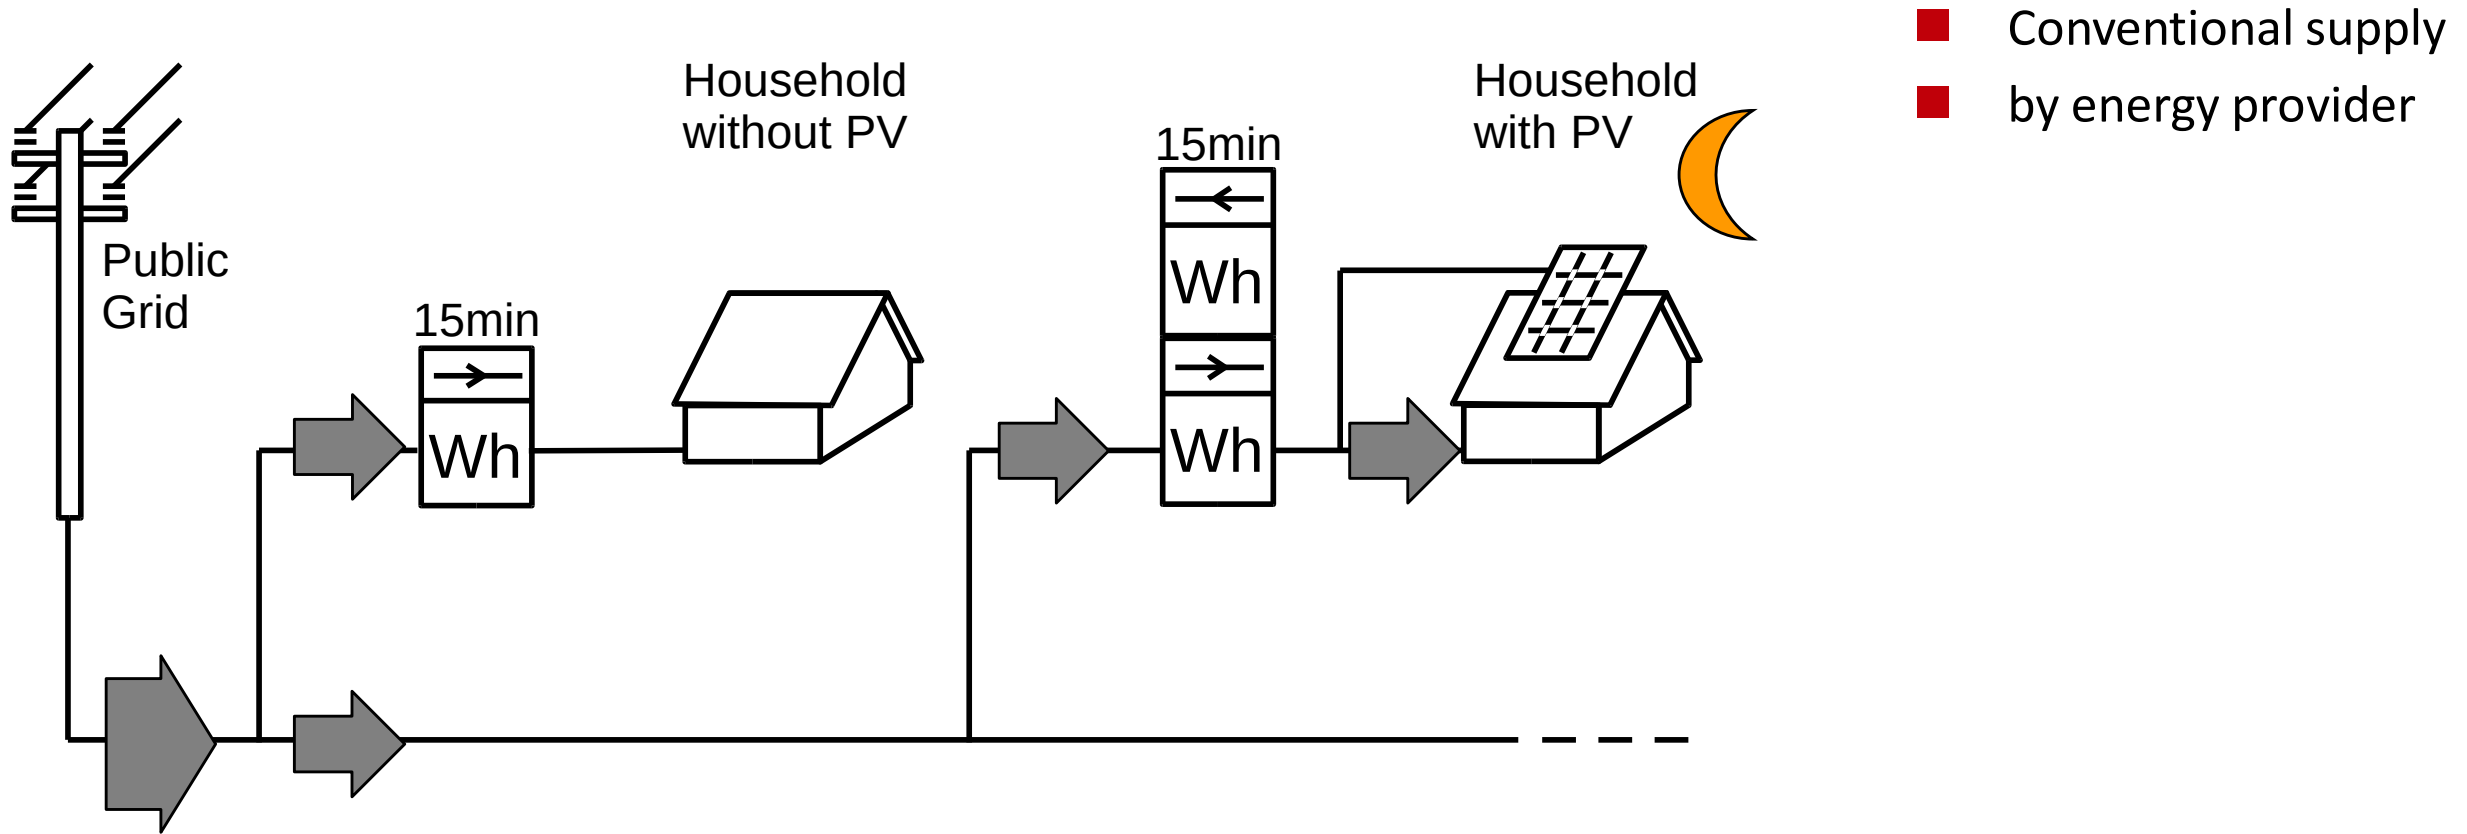 Conventional supply
by energy provider
Household
without PV
Household
with PV
15min
Wh
Wh
Public
Grid
15min
Wh